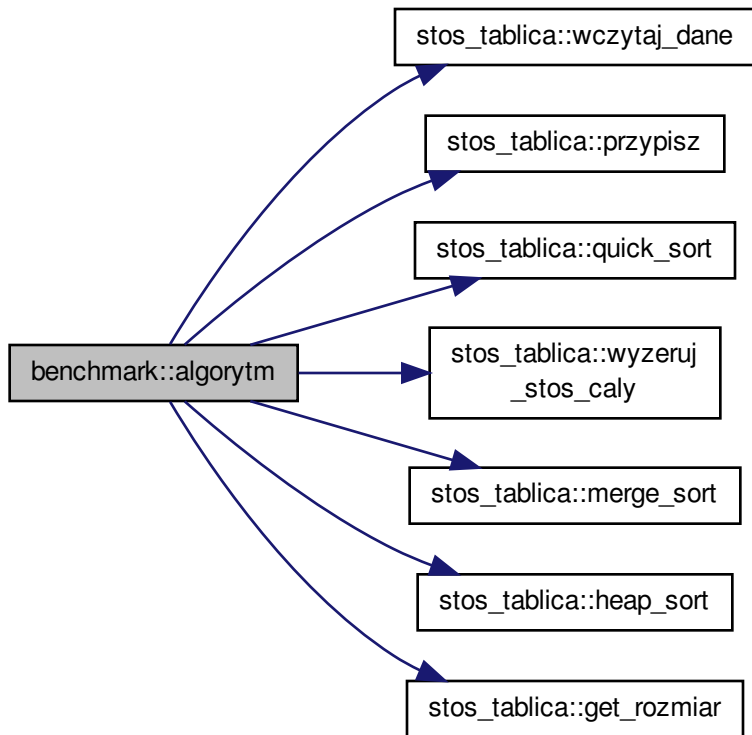 stos_tablica::wczytaj_dane
stos_tablica::przypisz
stos_tablica::quick_sort
benchmark::algorytm
stos_tablica::wyzeruj
_stos_caly
stos_tablica::merge_sort
stos_tablica::heap_sort
stos_tablica::get_rozmiar